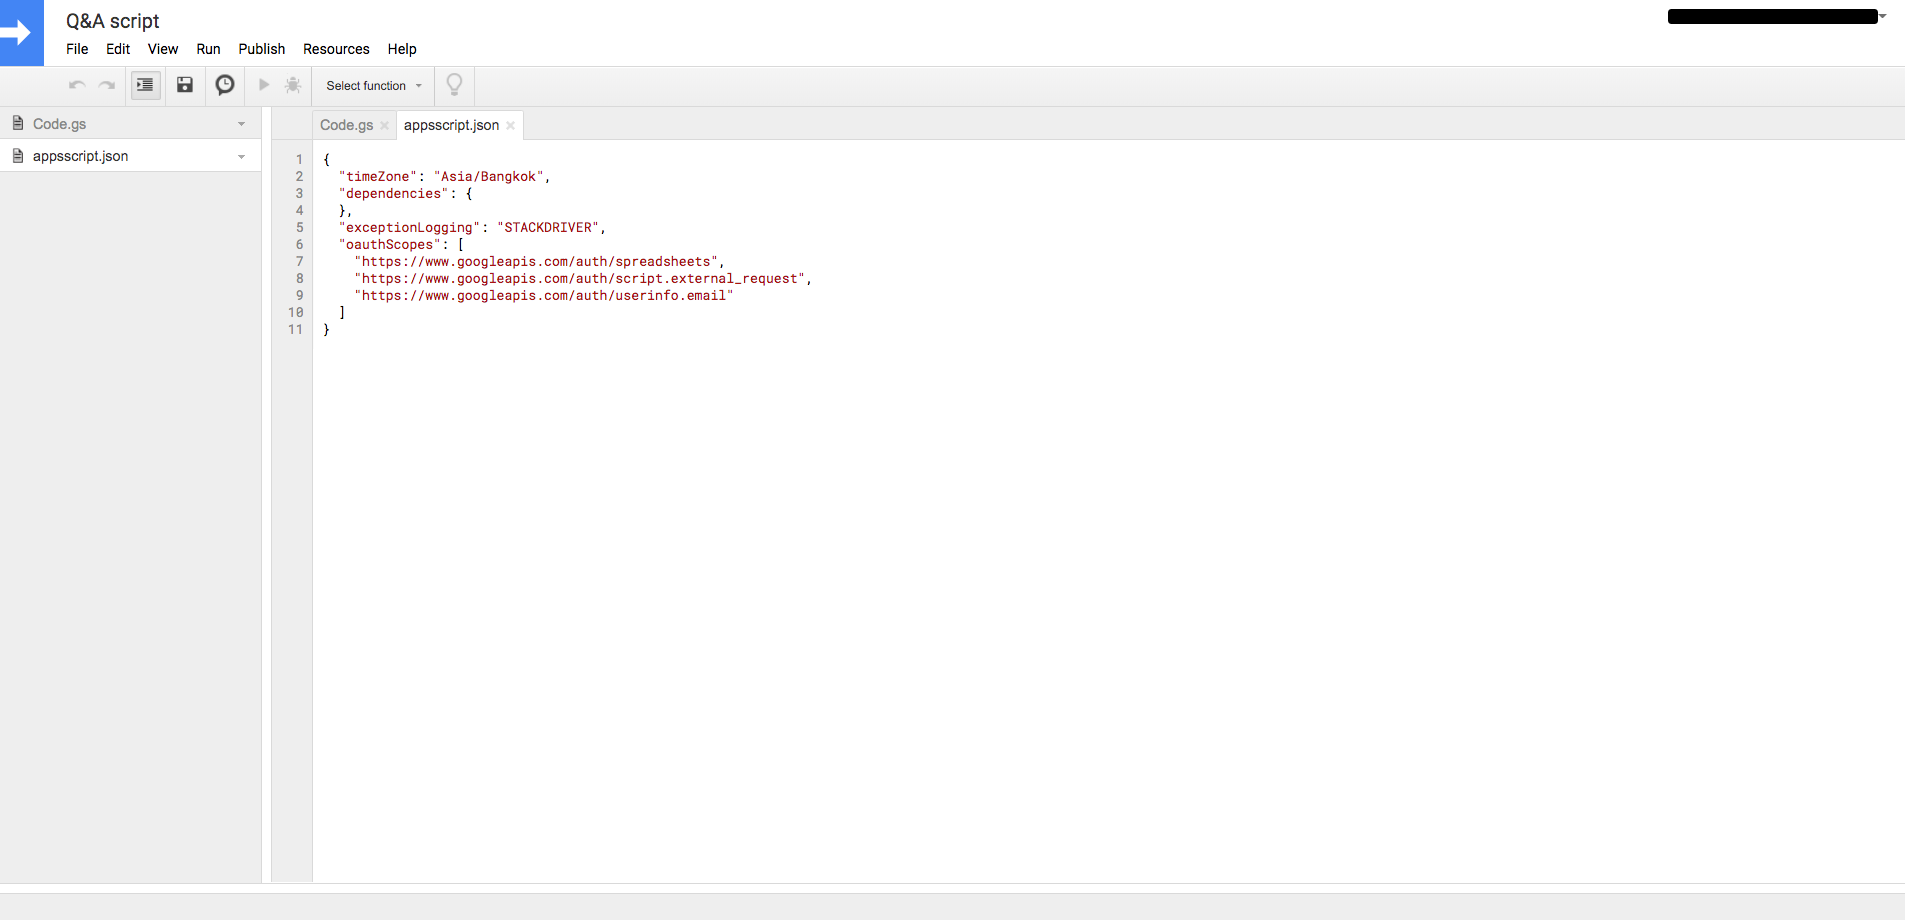 Q&A script
File Edit View Run Publish Resources Help
Select function
Code.gs
appsscript.json
Code.gs appsscript.json
1 {
2   "timeZone": "Asia/Bangkok",
3   "dependencies": {
4   },
5   "exceptionLogging": "STACKDRIVER",
6   "oauthScopes": [
7     "https://www.googleapis.com/auth/spreadsheets",
8     "https://www.googleapis.com/auth/script.external_request",
9     "https://www.googleapis.com/auth/userinfo.email"
10   ]
11 }